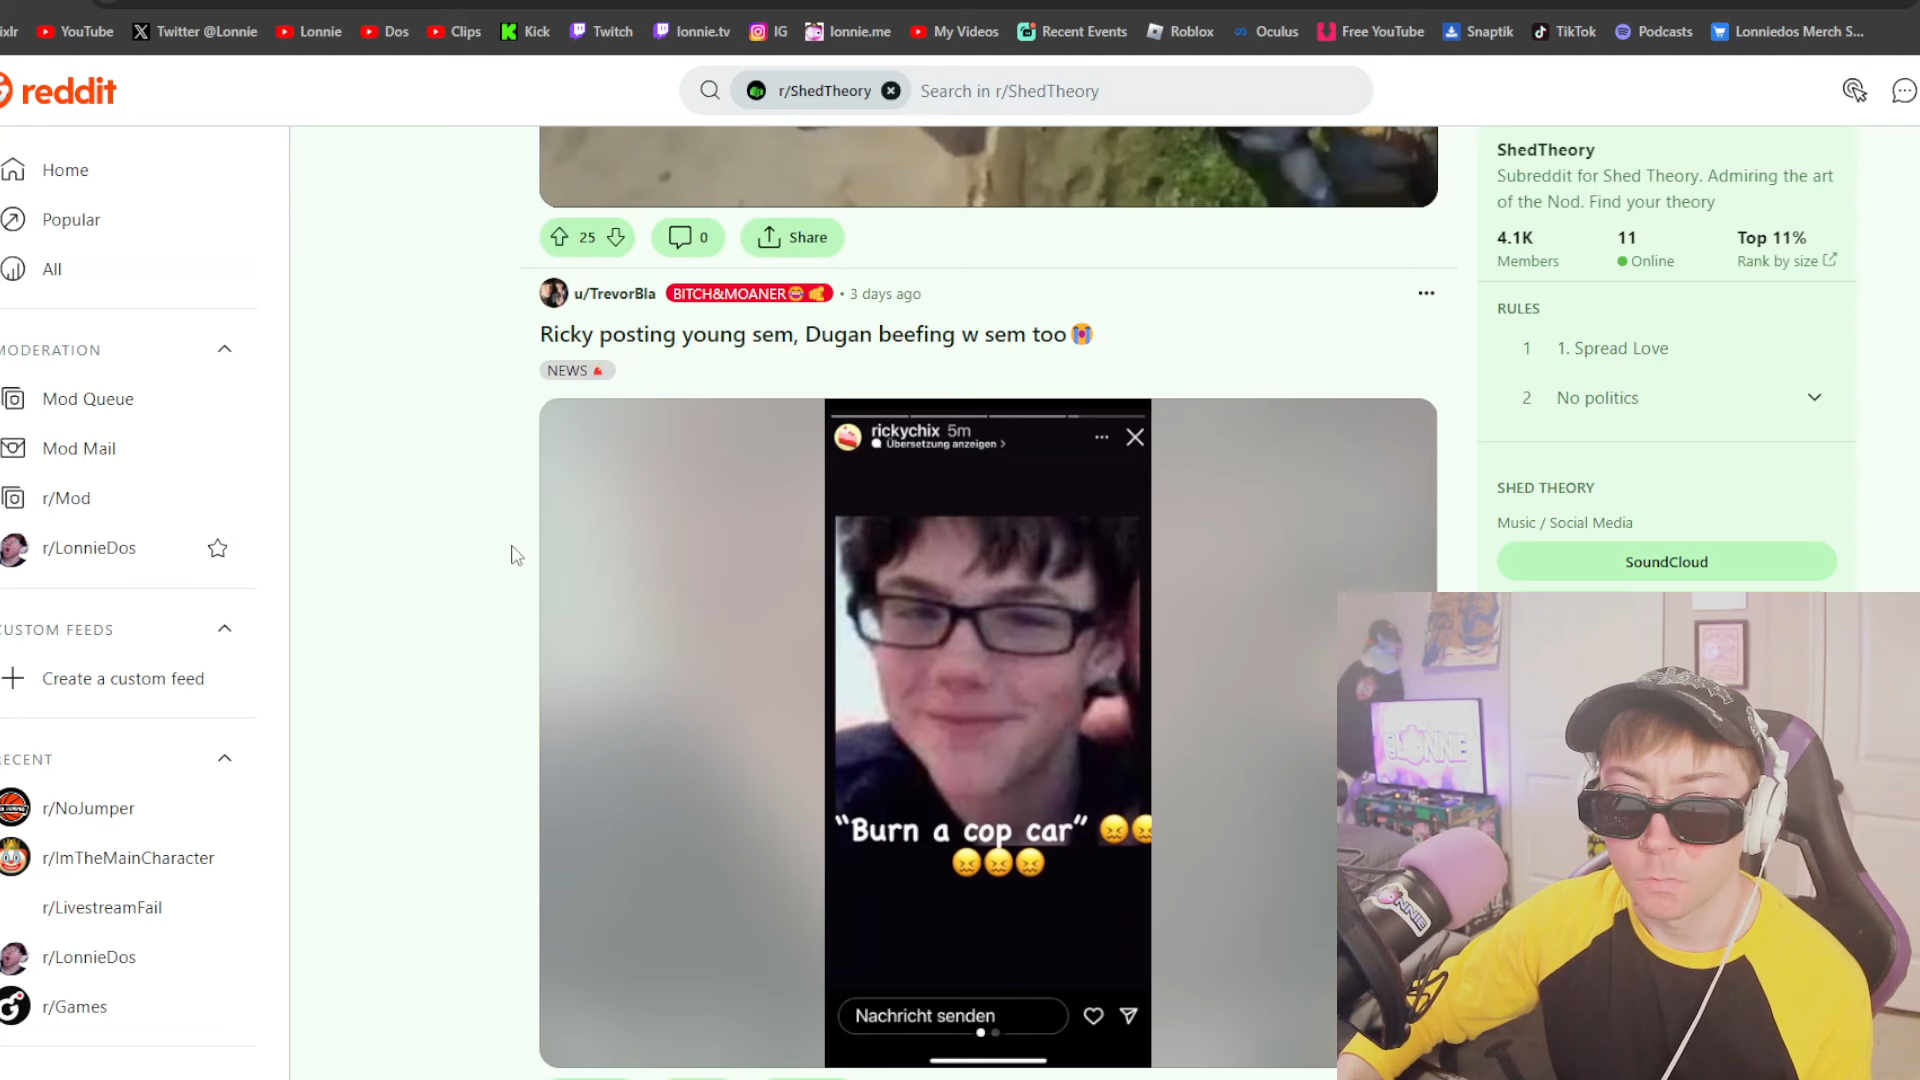 ixlr YouTube Twitter @Lonnie Lonnie Dos Clips Kick Twitch lonnie.tv IG lonnie.me My Videos Recent Events Roblox Oculus Free YouTube Snaptik TikTok Podcasts Lonniedos Merch S...
reddit
r/ShedTheory
Search in r/ShedTheory
Home
Popular
All
MODERATION
Mod Queue
Mod Mail
r/Mod
r/LonnieDos
CUSTOM FEEDS
Create a custom feed
RECENT
r/NoJumper
r/ImTheMainCharacter
r/LivestreamFail
r/LonnieDos
r/Games
25
0
Share
u/TrevorBla BITCH&MOANER😂🤏 • 3 days ago
Ricky posting young sem, Dugan beefing w sem too😭
NEWS
rickychix 5m
Übersetzung anzeigen >
"Burn a cop car" 😖😖
😖😖😖
Nachricht senden
ShedTheory
Subreddit for Shed Theory. Admiring the art
of the Nod. Find your theory
4.1K 11 Top 11%
Members Online Rank by size
RULES
1 1. Spread Love
2 No politics
SHED THEORY
Music / Social Media
SoundCloud